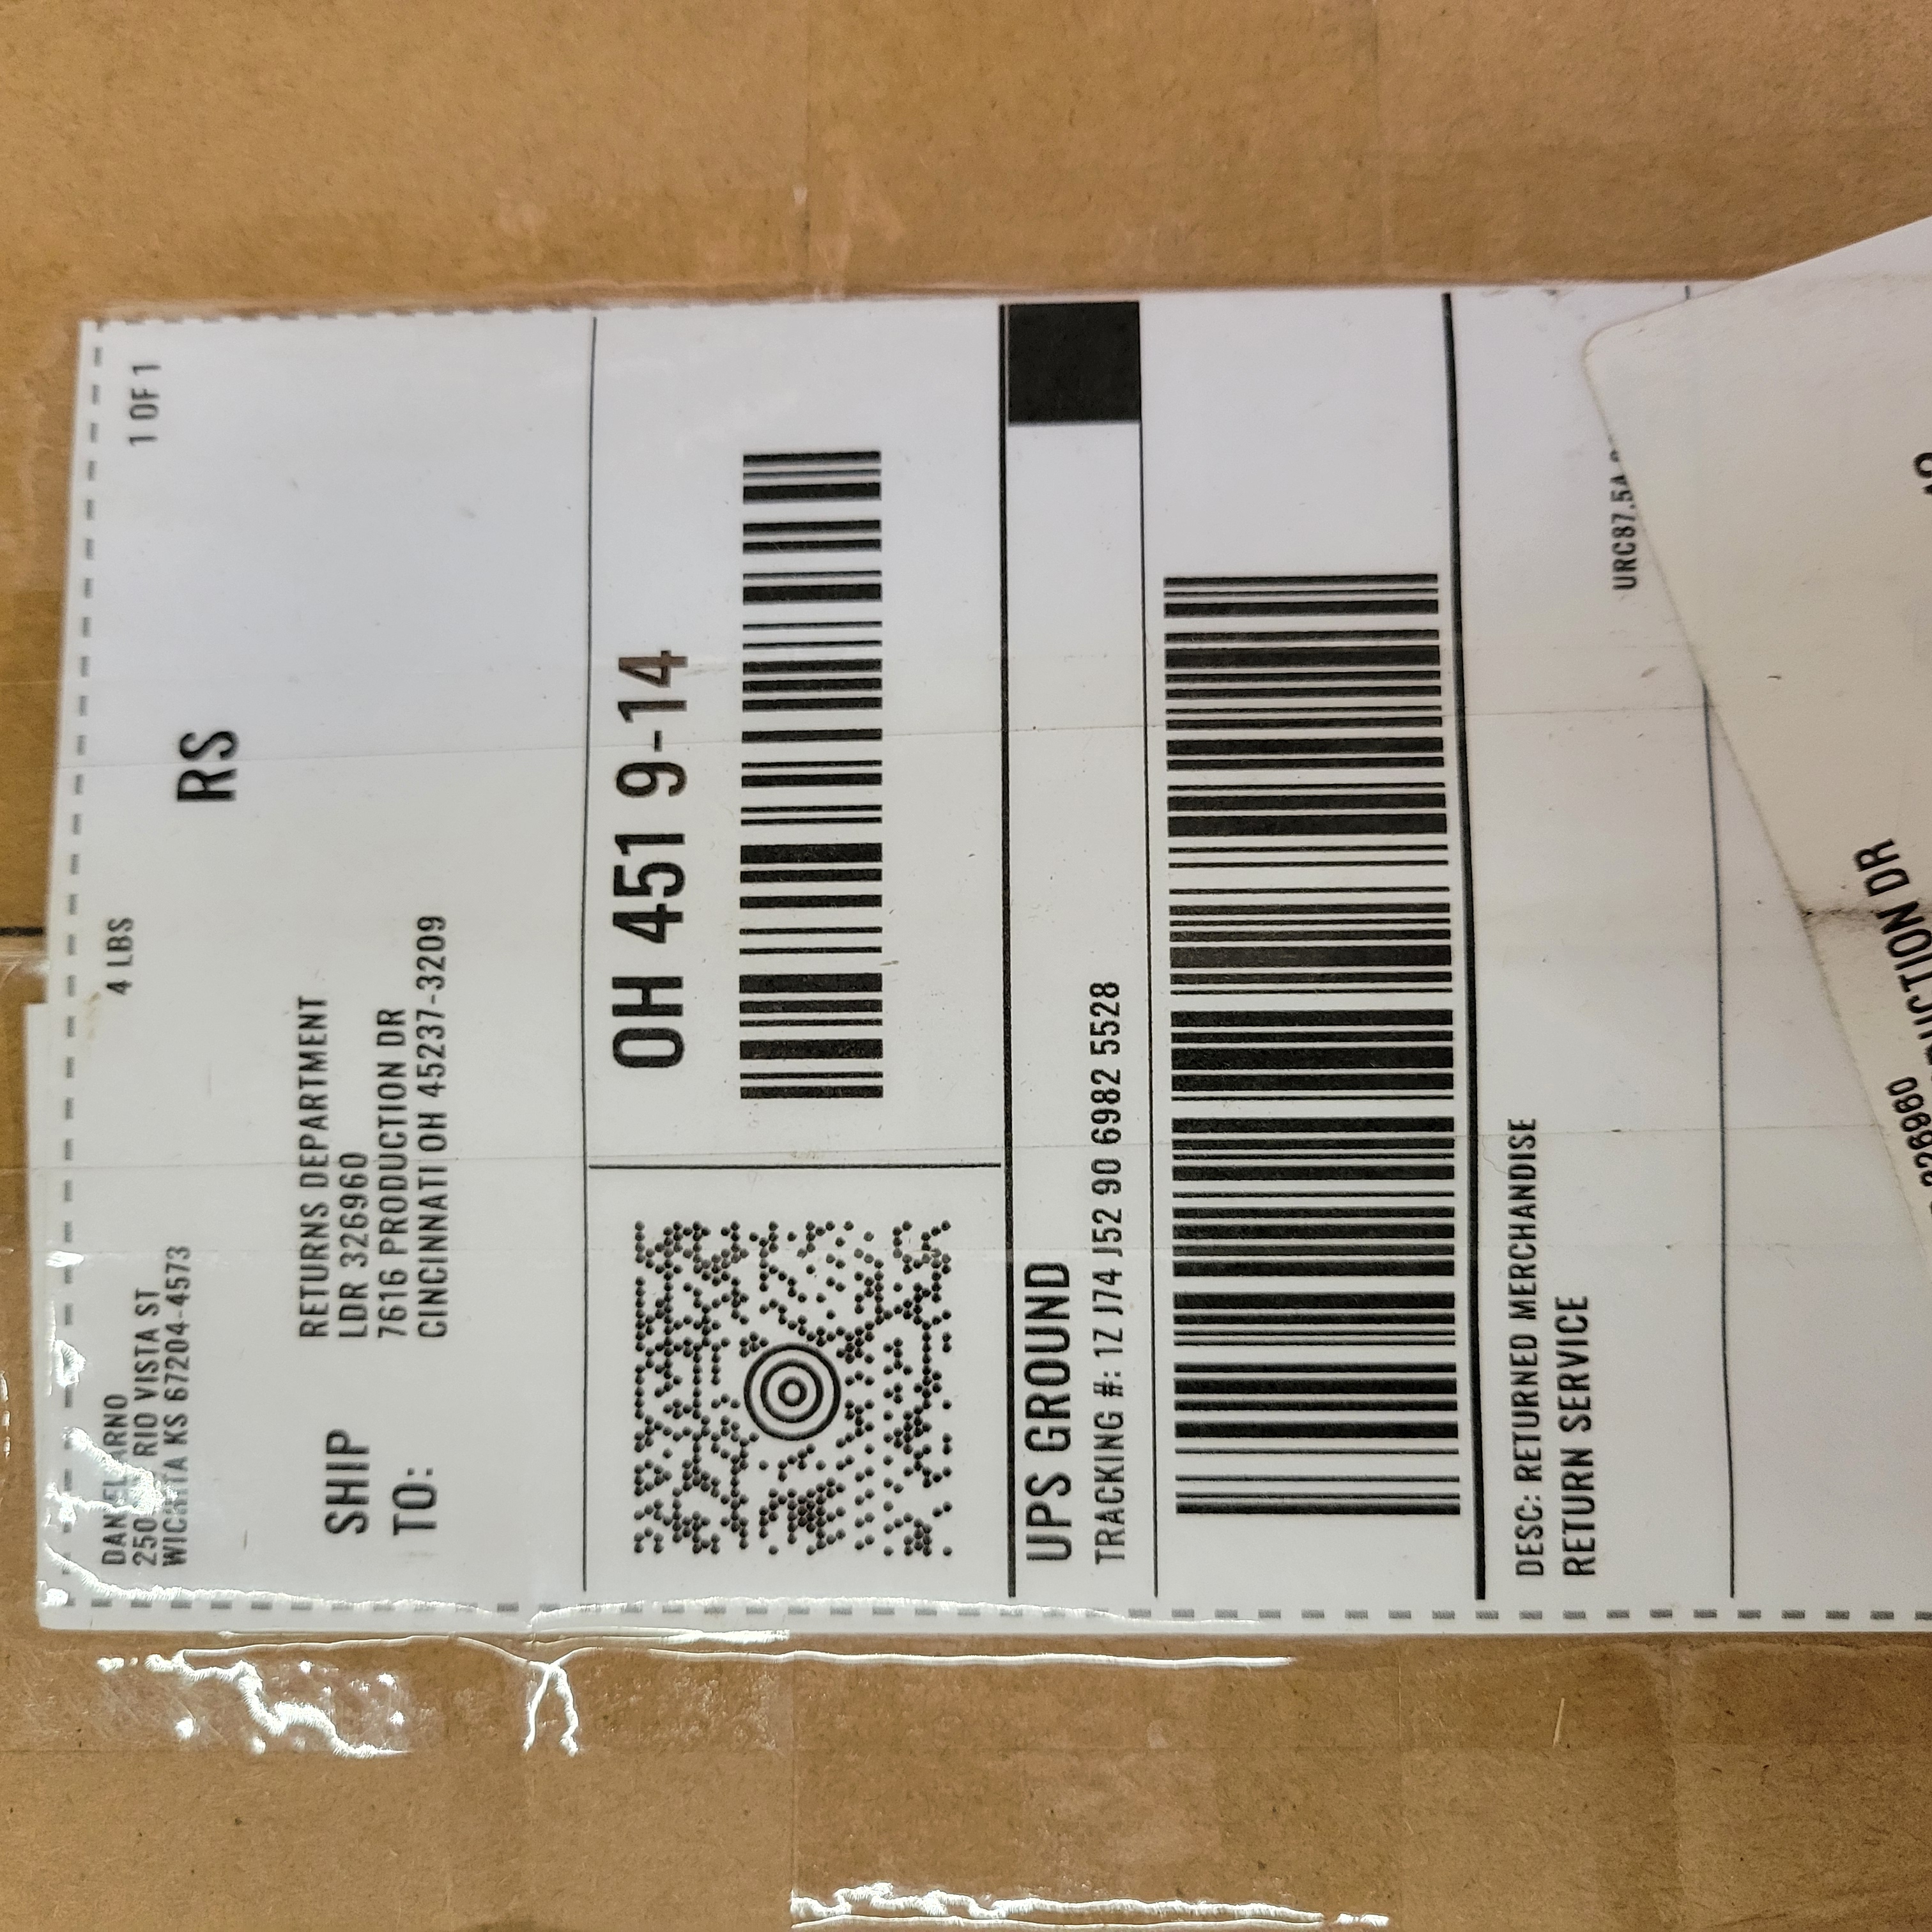 4 LBS
1 OF 1
RIO VISTA ST
KS 67204-4573
RS
SHIP
TO:
RETURNS DEPARTMENT
LDR 326960
7616 PRODUCTION DR
CINCINNATI OH 45237-3209
OH 451 9-14
UPS GROUND
TRACKING #: 1Z J74 J52 90 6982 5528
DESC: RETURNED MERCHANDISE
RETURN SERVICE
DR